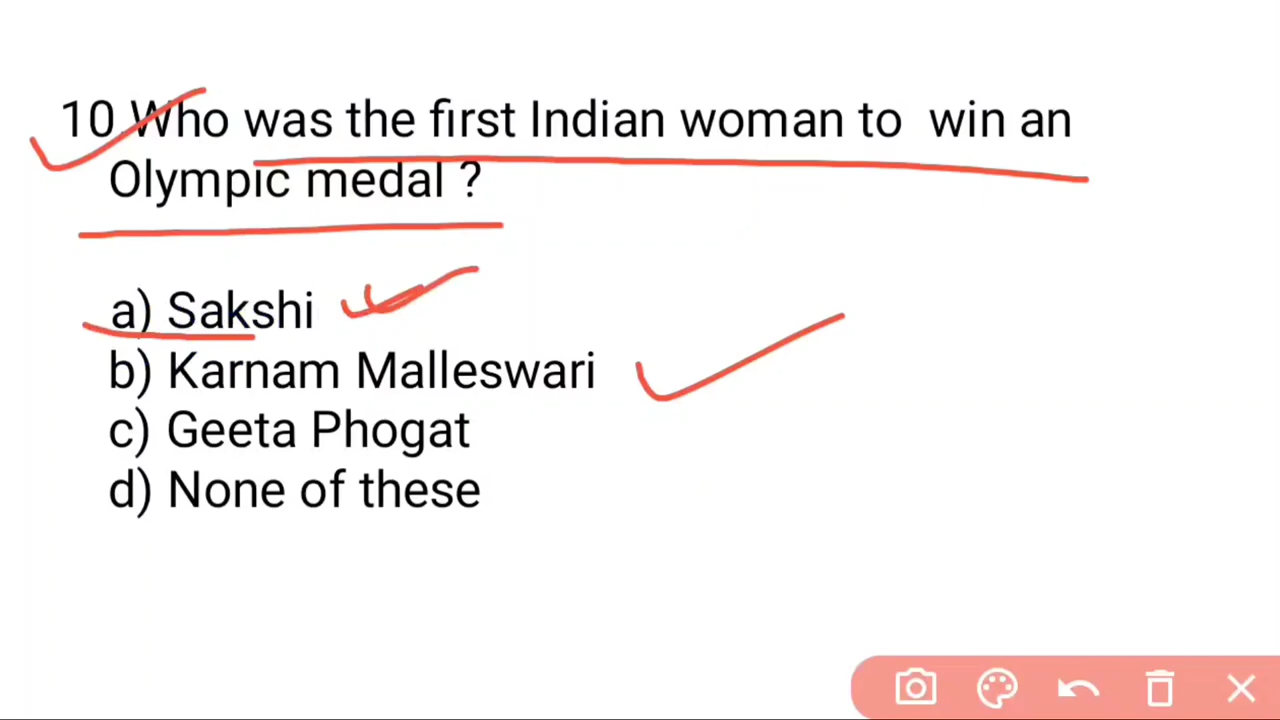 10.Who was the first Indian woman to win an
Olympic medal ?
a) Sakshi
b) Karnam Malleswari
c) Geeta Phogat
d) None of these